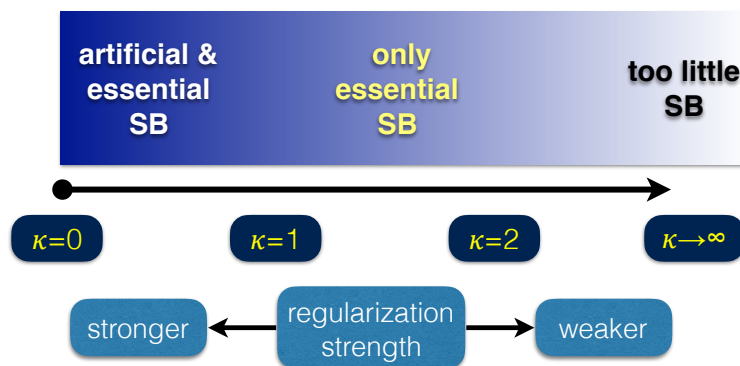 artificial &
essential
SB
only
essential
SB
too little
SB
κ=0
κ=1
κ=2
κ→∞
stronger
regularization
strength
weaker